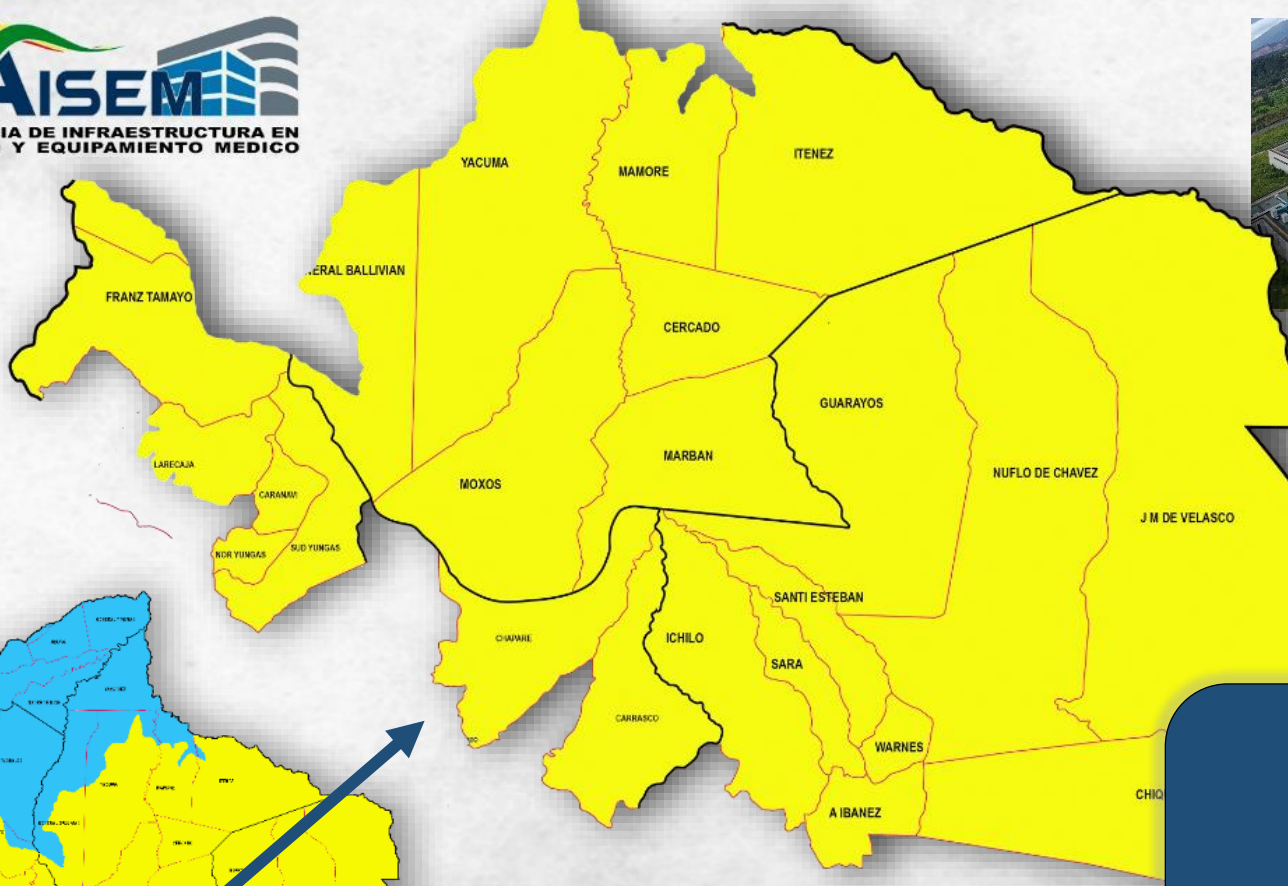 AISEM
IA DE INFRAESTRUCTURA EN
Y EQUIPAMIENTO MEDICO
YACUMA
MAMORE
ITENEZ
NERAL BALLIVIAN
FRANZ TAMAYO
CERCADO
GUARAYOS
LARECAJA
MARBAN
NUFLO DE CHAVEZ
CARANAVI
MOXOS
J M DE VELASCO
NOR YUNGAS
SUD YUNGAS
SANTI ESTEBAN
CHAPARE
ICHILO
SARA
CARRASCO
WARNES
CHIQ
A IBANEZ